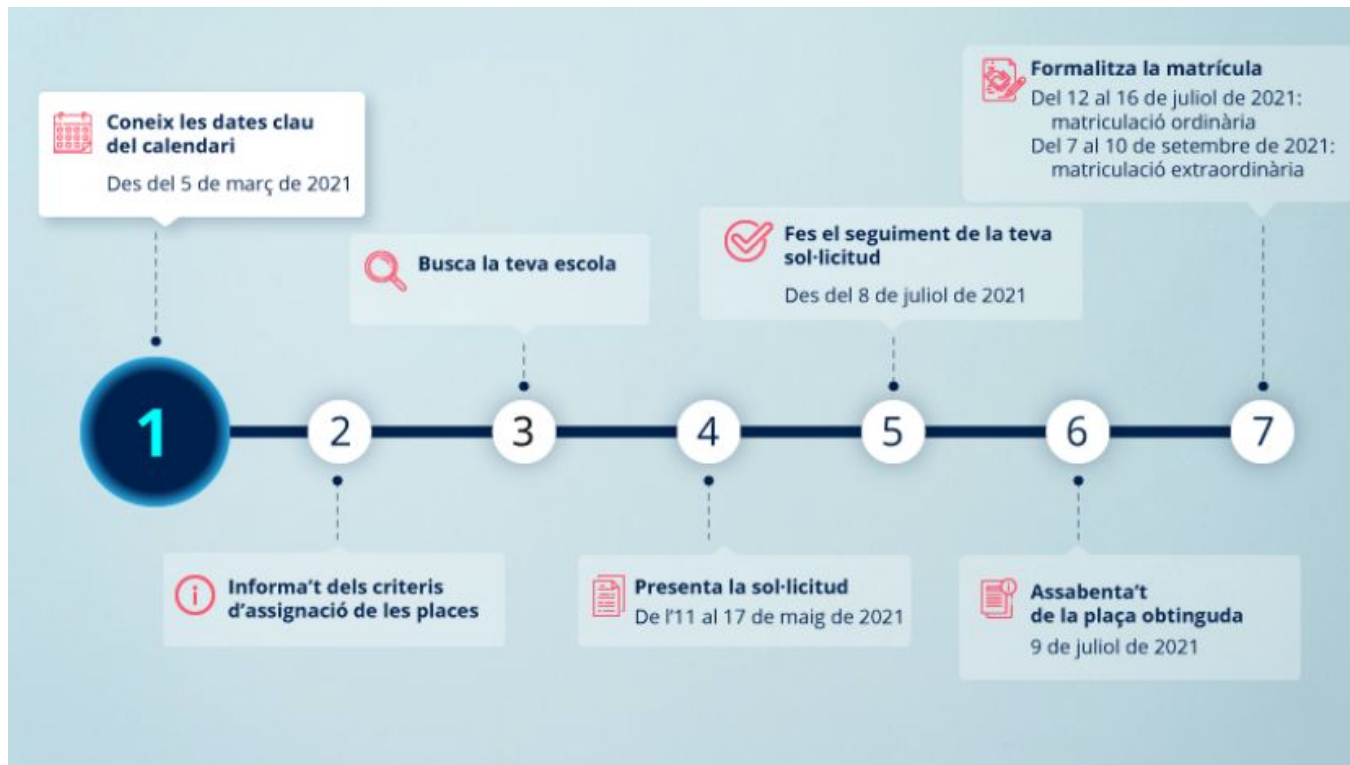 Coneix les dates clau
del calendari
Des del 5 de març de 2021
1
2
Informa't dels criteris
d'assignació de les places
3
Busca la teva escola
4
Presenta la sol·licitud
De l'11 al 17 de maig de 2021
5
Fes el seguiment de la teva
sol·licitud
Des del 8 de juliol de 2021
6
Assabenta't
de la plaça obtinguda
9 de juliol de 2021
7
Formalitza la matrícula
Del 12 al 16 de juliol de 2021:
matriculació ordinària
Del 7 al 10 de setembre de 2021:
matriculació extraordinària